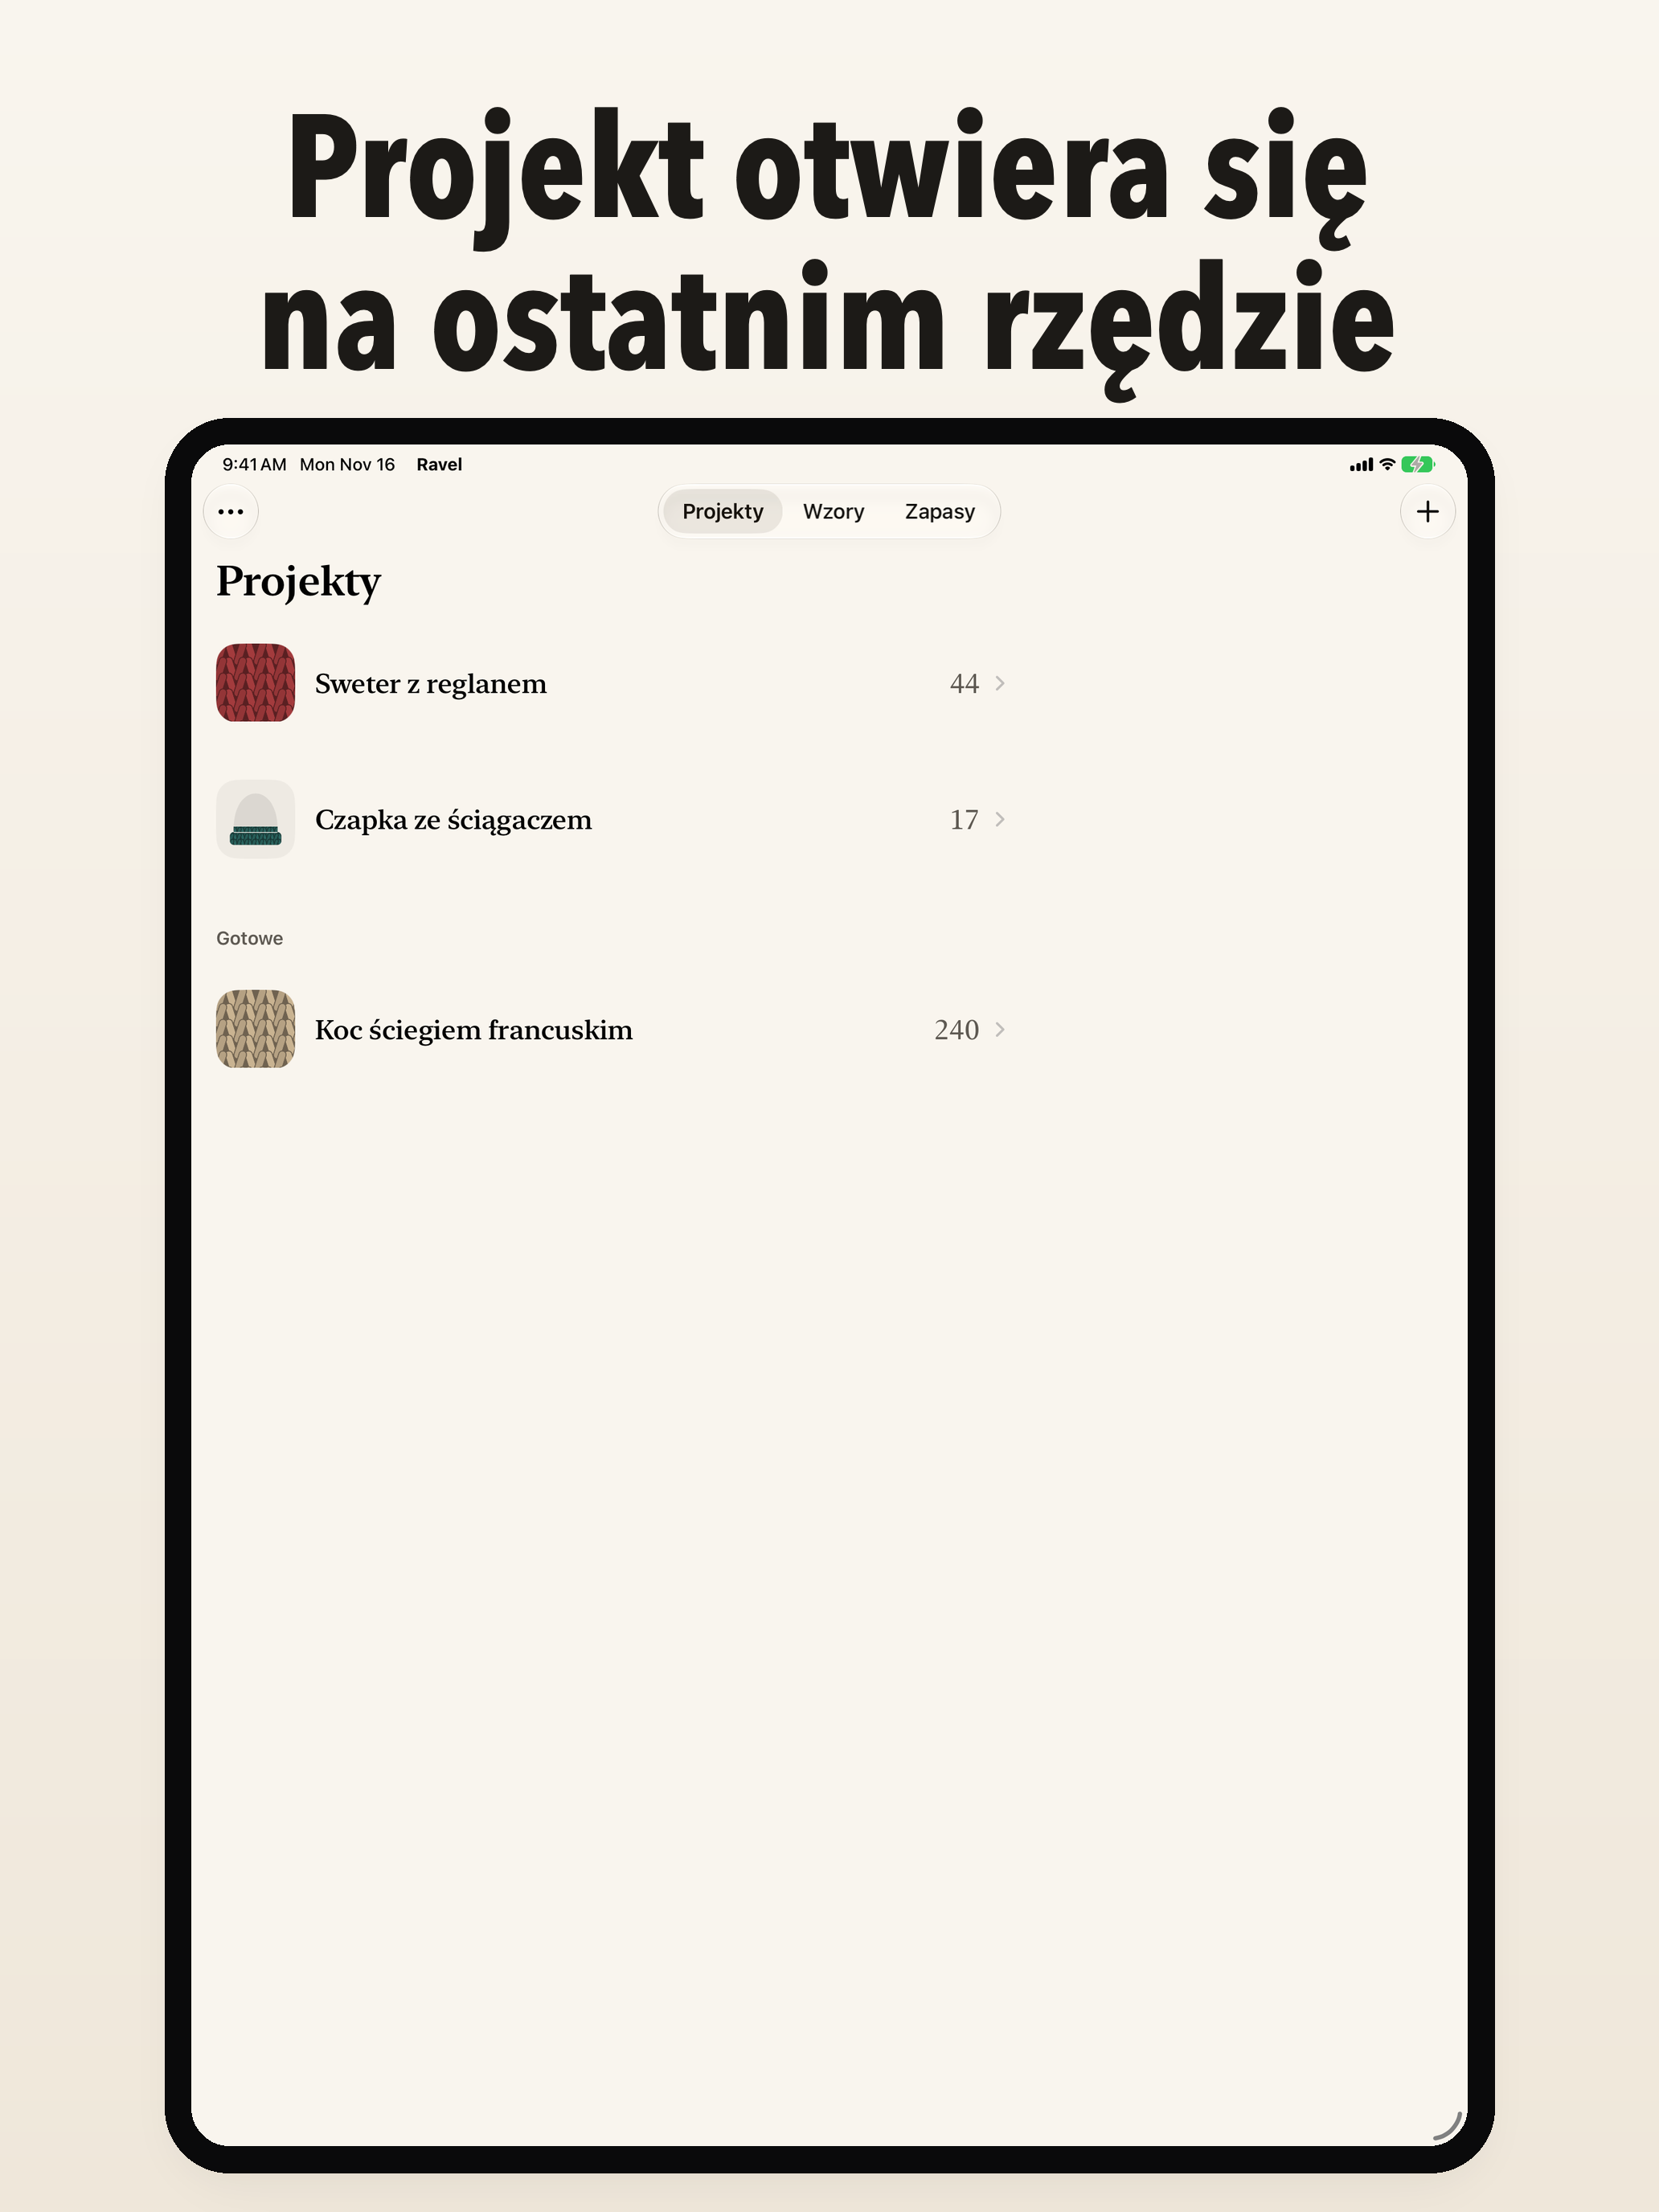 Projekt otwiera się
na ostatnim rzędzie
9:41 AM Mon Nov 16 Ravel
Projekty Wzory Zapasy
Projekty
Sweter z reglanem 44
Czapka ze ściągaczem 17
Gotowe
Koc ściegiem francuskim 240